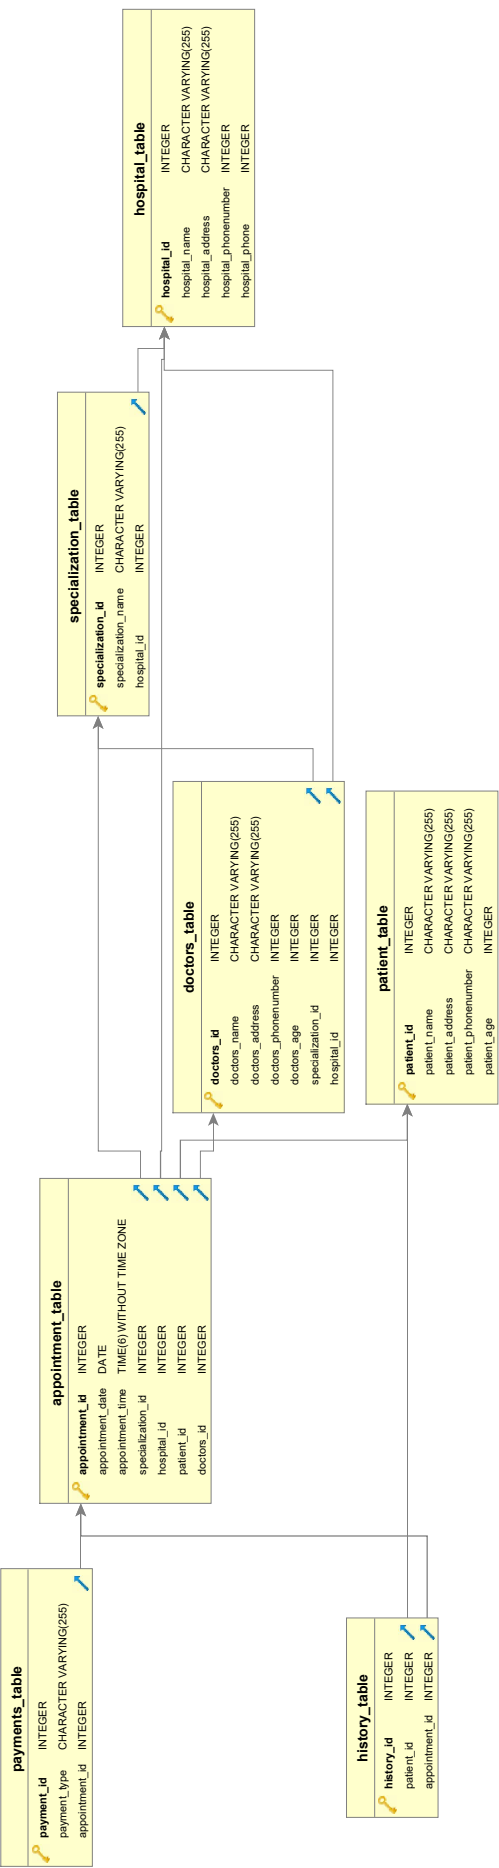 payments_table
payment_id INTEGER
payment_type CHARACTER VARYING(255)
appointment_id INTEGER
history_table
history_id INTEGER
patient_id INTEGER
appointment_id INTEGER
appointment_table
appointment_id INTEGER
appointment_date DATE
appointment_time TIME(6) WITHOUT TIME ZONE
specialization_id INTEGER
hospital_id INTEGER
patient_id INTEGER
doctors_id INTEGER
doctors_table
doctors_id INTEGER
doctors_name CHARACTER VARYING(255)
doctors_address CHARACTER VARYING(255)
doctors_phonenumber INTEGER
doctors_age INTEGER
specialization_id INTEGER
hospital_id INTEGER
patient_table
patient_id INTEGER
patient_name CHARACTER VARYING(255)
patient_address CHARACTER VARYING(255)
patient_phonenumber CHARACTER VARYING(255)
patient_age INTEGER
specialization_table
specialization_id INTEGER
specialization_name CHARACTER VARYING(255)
hospital_id INTEGER
hospital_table
hospital_id INTEGER
hospital_name CHARACTER VARYING(255)
hospital_address CHARACTER VARYING(255)
hospital_phonenumber INTEGER
hospital_phone INTEGER